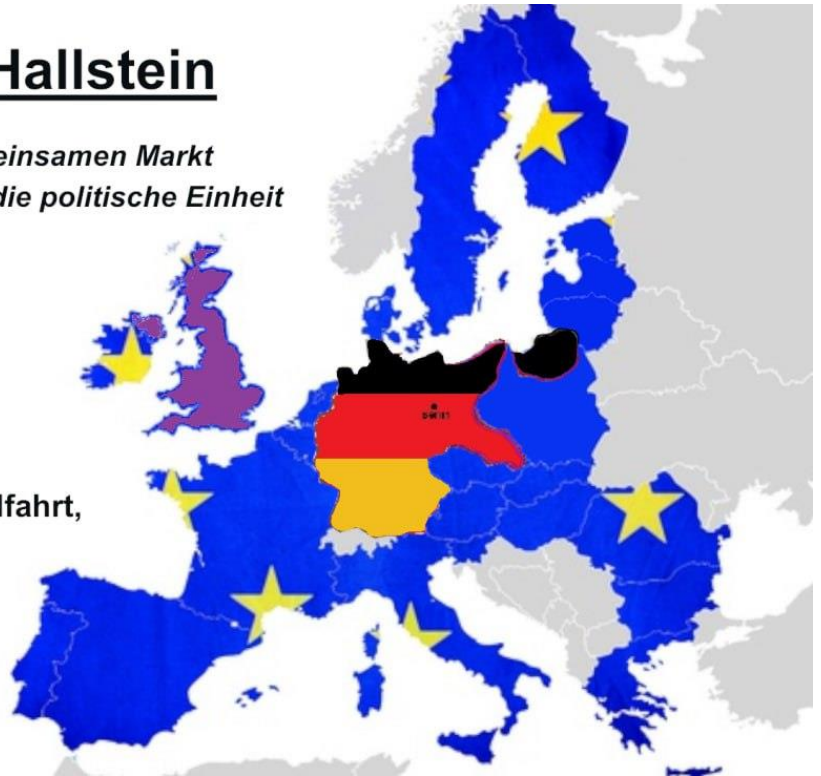 Hallstein
einsamen Markt
die politische Einheit
lfahrt,